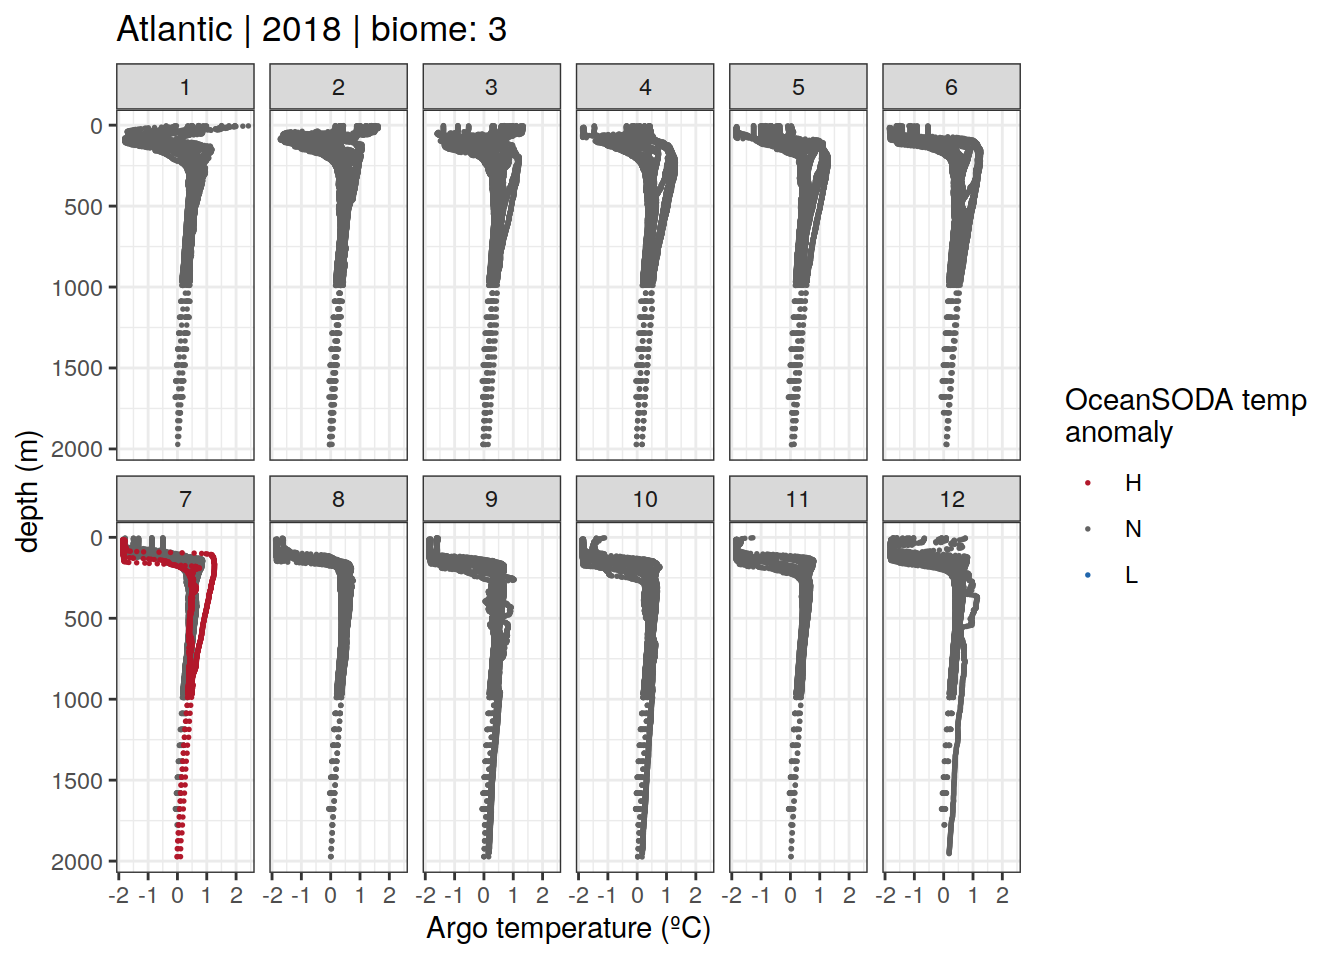 Atlantic | 2018 | biome: 3
1 2 3 4 5 6
0
500
1000
1500
2000
7 8 9 10 11 12
0
500
1000
1500
2000
-2 -1 0 1 2 -2 -1 0 1 2 -2 -1 0 1 2 -2 -1 0 1 2 -2 -1 0 1 2 -2 -1 0 1 2
Argo temperature (ºC)
depth (m)
OceanSODA temp
anomaly
H
N
L